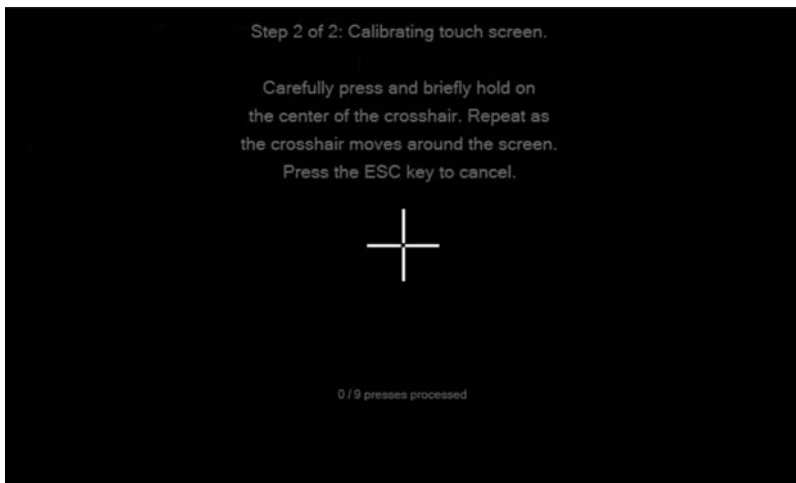 Step 2 of 2: Calibrating touch screen.
Carefully press and briefly hold on
the center of the crosshair. Repeat as
the crosshair moves around the screen.
Press the ESC key to cancel.
0 / 9 presses processed